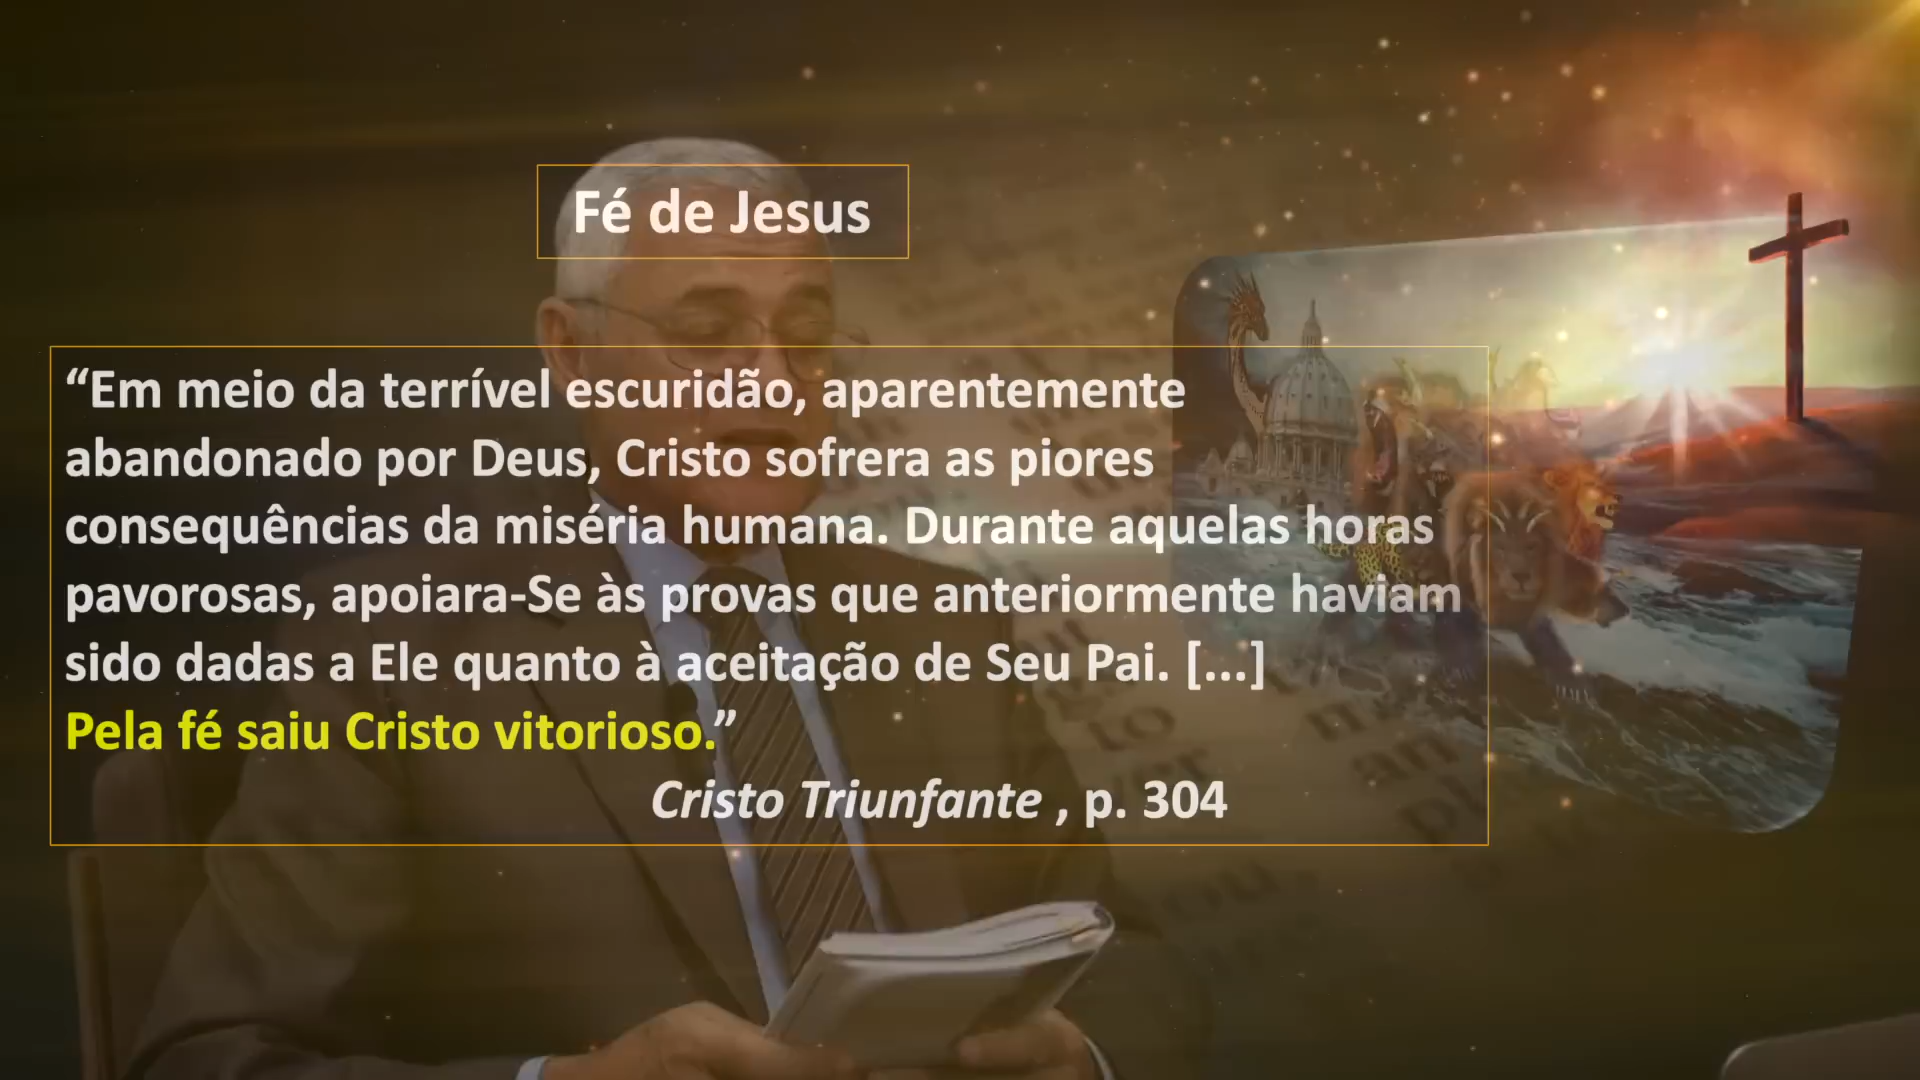 Fé de Jesus
“Em meio da terrível escuridão, aparentemente
abandonado por Deus, Cristo sofrera as piores
consequências da miséria humana. Durante aquelas horas
pavorosas, apoiara-Se às provas que anteriormente haviam
sido dadas a Ele quanto à aceitação de Seu Pai. [...]
Pela fé saiu Cristo vitorioso.”
Cristo Triunfante , p. 304